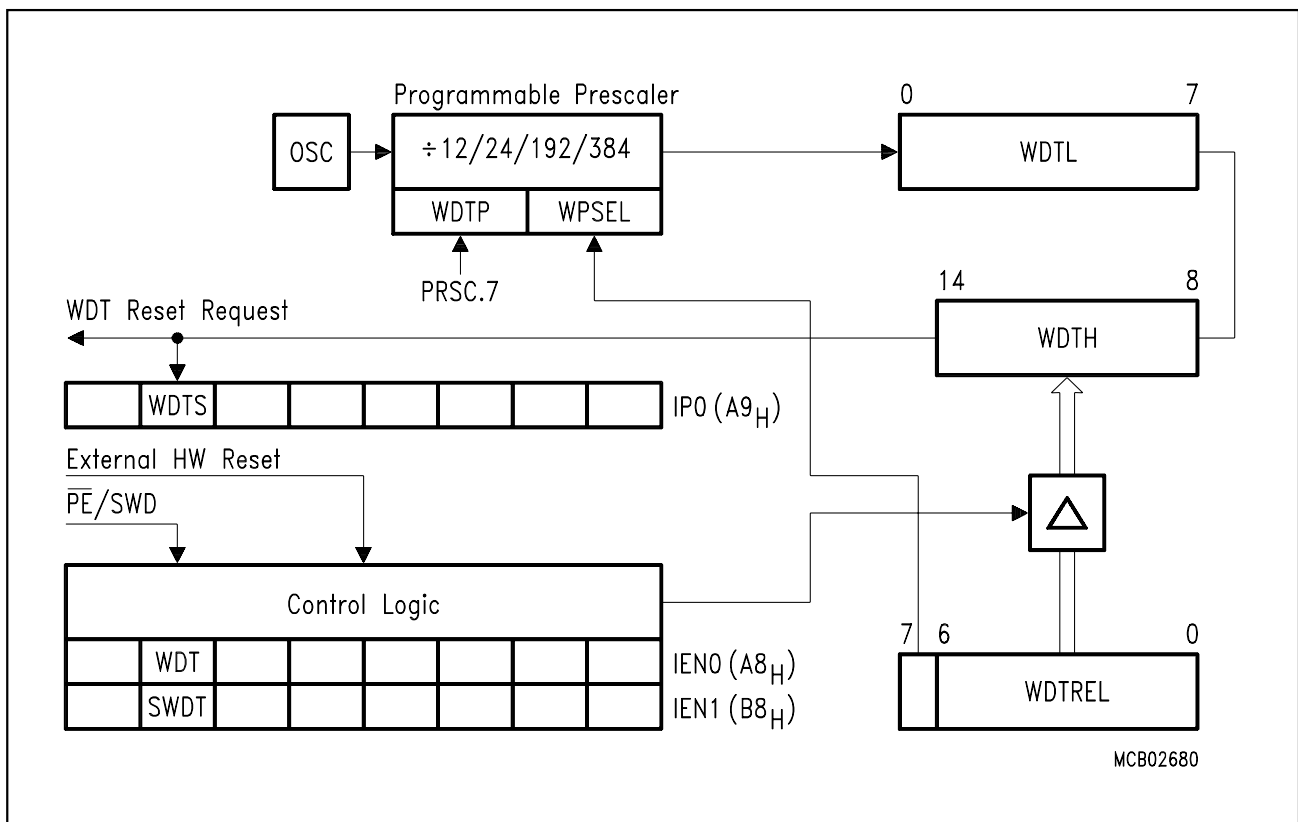 Programmable Prescaler
0 7
OSC
÷12/24/192/384
WDTL
WDTP WPSEL
PRSC.7
14 8
WDT Reset Request
WDTH
WDTS
IP0 (A9H)
External HW Reset
PE/SWD
Control Logic
7 6 0
WDT
IEN0 (A8H)
WDTREL
SWDT
IEN1 (B8H)
MCB02680